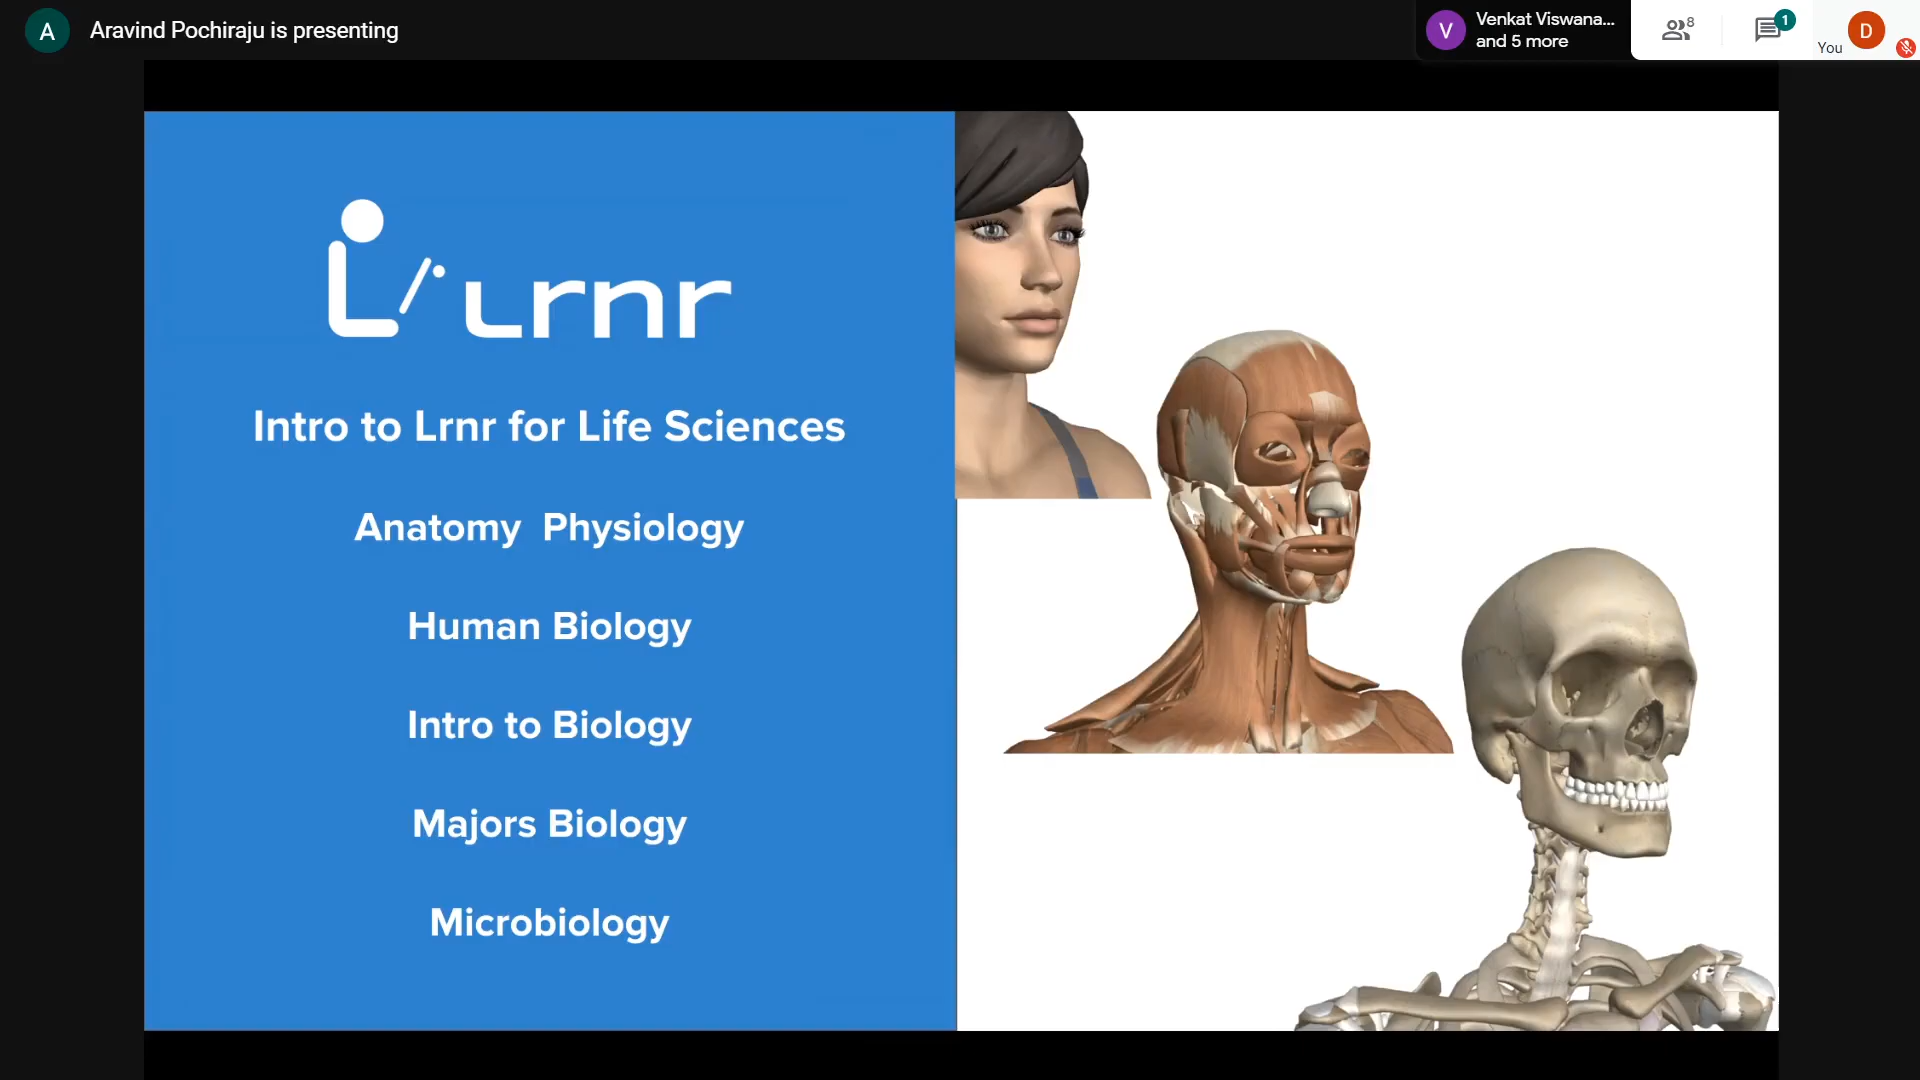 A
Aravind Pochiraju is presenting
V
Venkat Viswana...
and 5 more
8
1
You
D
Lrnr
Intro to Lrnr for Life Sciences
Anatomy  Physiology
Human Biology
Intro to Biology
Majors Biology
Microbiology